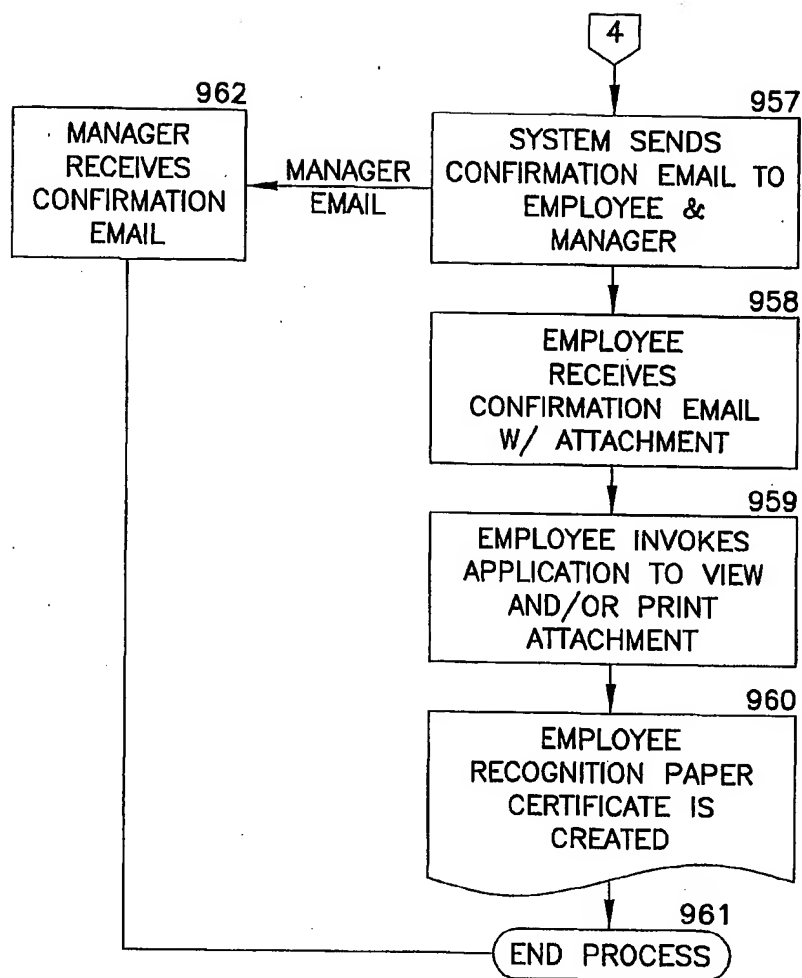 4
957
SYSTEM SENDS
CONFIRMATION EMAIL TO
EMPLOYEE &
MANAGER
962
MANAGER
RECEIVES
CONFIRMATION
EMAIL
MANAGER
EMAIL
958
EMPLOYEE
RECEIVES
CONFIRMATION EMAIL
W/ ATTACHMENT
959
EMPLOYEE INVOKES
APPLICATION TO VIEW
AND/OR PRINT
ATTACHMENT
960
EMPLOYEE
RECOGNITION PAPER
CERTIFICATE IS
CREATED
961
END PROCESS